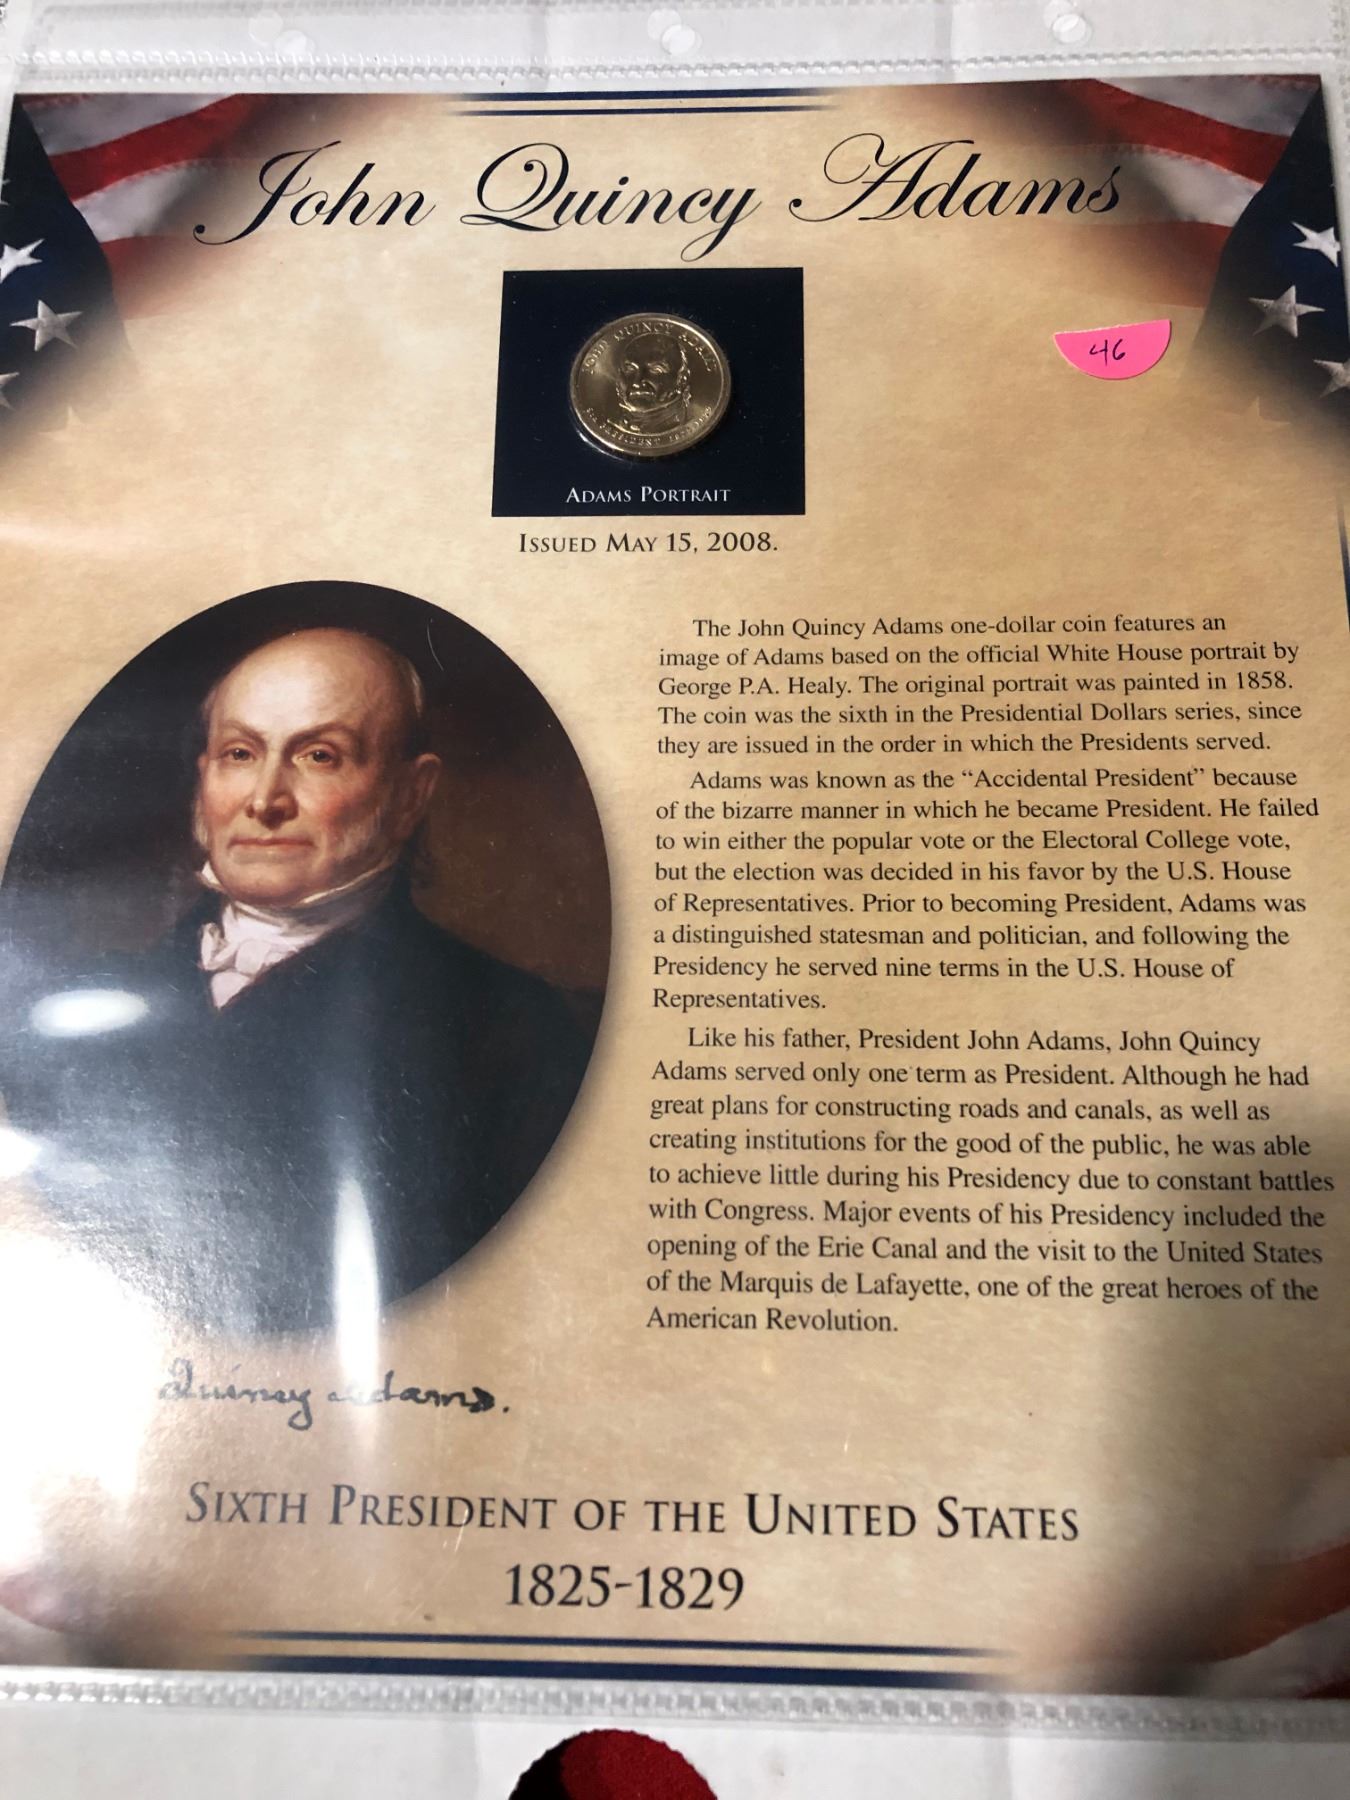 John Quincy Adams
JOHN QUINCY ADAMS
ADAMS PORTRAIT
46
ISSUED MAY 15, 2008.
The John Quincy Adams one-dollar coin features an
image of Adams based on the official White House portrait by
George P.A. Healy. The original portrait was painted in 1858.
The coin was the sixth in the Presidential Dollars series, since
they are issued in the order in which the Presidents served.
Adams was known as the “Accidental President” because
of the bizarre manner in which he became President. He failed
to win either the popular vote or the Electoral College vote,
but the election was decided in his favor by the U.S. House
of Representatives. Prior to becoming President, Adams was
a distinguished statesman and politician, and following the
Presidency he served nine terms in the U.S. House of
Representatives.
Like his father, President John Adams, John Quincy
Adams served only one term as President. Although he had
great plans for constructing roads and canals, as well as
creating institutions for the good of the public, he was able
to achieve little during his Presidency due to constant battles
with Congress. Major events of his Presidency included the
opening of the Erie Canal and the visit to the United States
of the Marquis de Lafayette, one of the great heroes of the
American Revolution.
Quincy Adams.
SIXTH PRESIDENT OF THE UNITED STATES
1825-1829